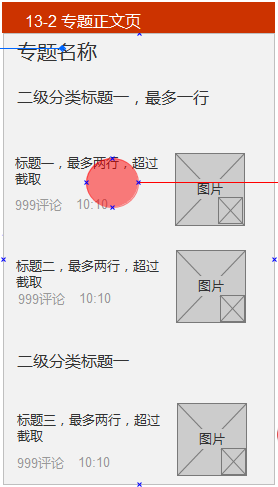 13-2 专题正文页
专题名称
二级分类标题一，最多一行
标题一，最多两行，超过
截取
999评论 10:10
图片
标题二，最多两行，超过
截取
999评论 10:10
图片
二级分类标题一
标题三，最多两行，超过
截取
999评论 10:10
图片